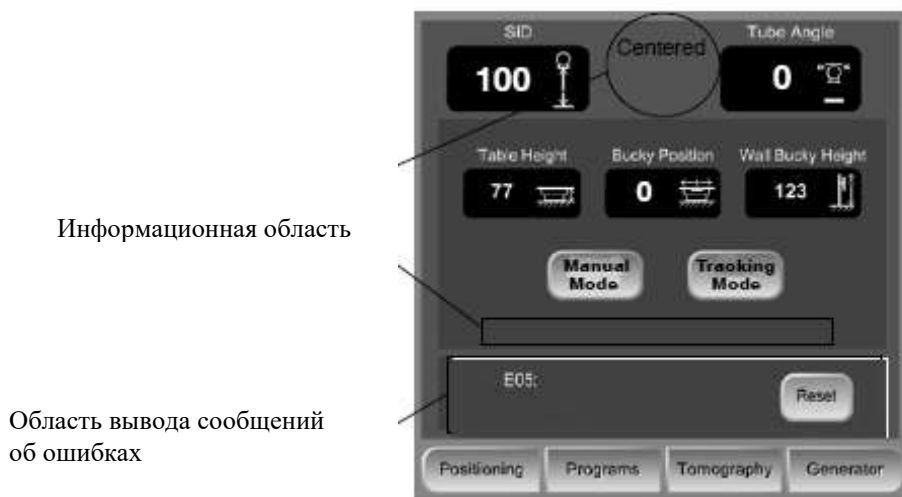 SID
Centered
Tube Angle
100
0
Table Height
Bucky Position
Wall Bucky Height
77
0
123
Информационная область
Manual
Mode
Tracking
Mode
E05:
Reset
Область вывода сообщений
об ошибках
Positioning
Programs
Tomography
Generator